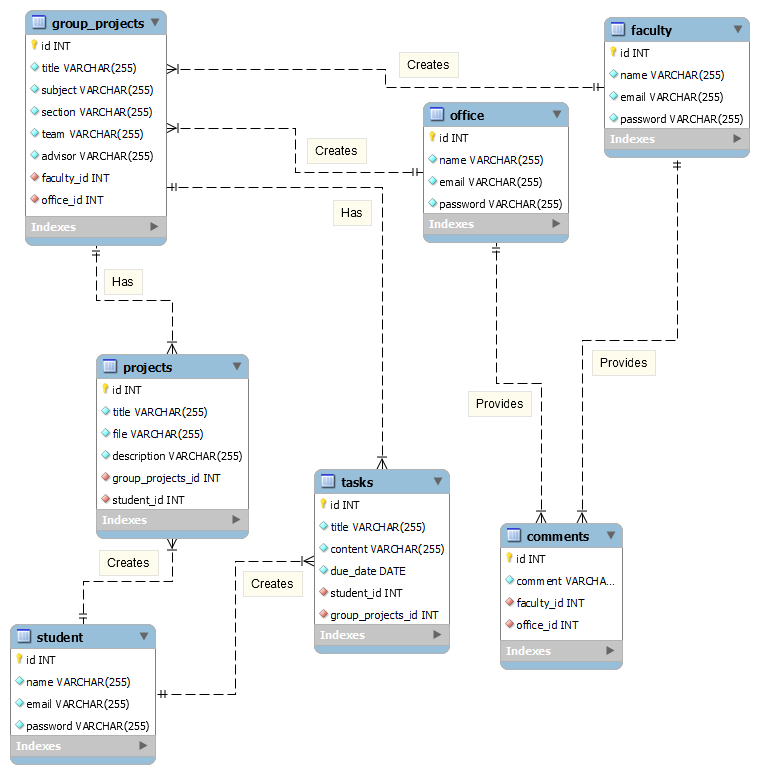 group_projects
id INT
title VARCHAR(255)
subject VARCHAR(255)
section VARCHAR(255)
team VARCHAR(255)
advisor VARCHAR(255)
faculty_id INT
office_id INT
Indexes
faculty
id INT
name VARCHAR(255)
email VARCHAR(255)
password VARCHAR(255)
Indexes
Creates
office
id INT
name VARCHAR(255)
email VARCHAR(255)
password VARCHAR(255)
Indexes
Creates
Has
Has
Provides
Provides
projects
id INT
title VARCHAR(255)
file VARCHAR(255)
description VARCHAR(255)
group_projects_id INT
student_id INT
Indexes
tasks
id INT
title VARCHAR(255)
content VARCHAR(255)
due_date DATE
student_id INT
group_projects_id INT
Indexes
comments
id INT
comment VARCHA...
faculty_id INT
office_id INT
Indexes
Creates
Creates
student
id INT
name VARCHAR(255)
email VARCHAR(255)
password VARCHAR(255)
Indexes